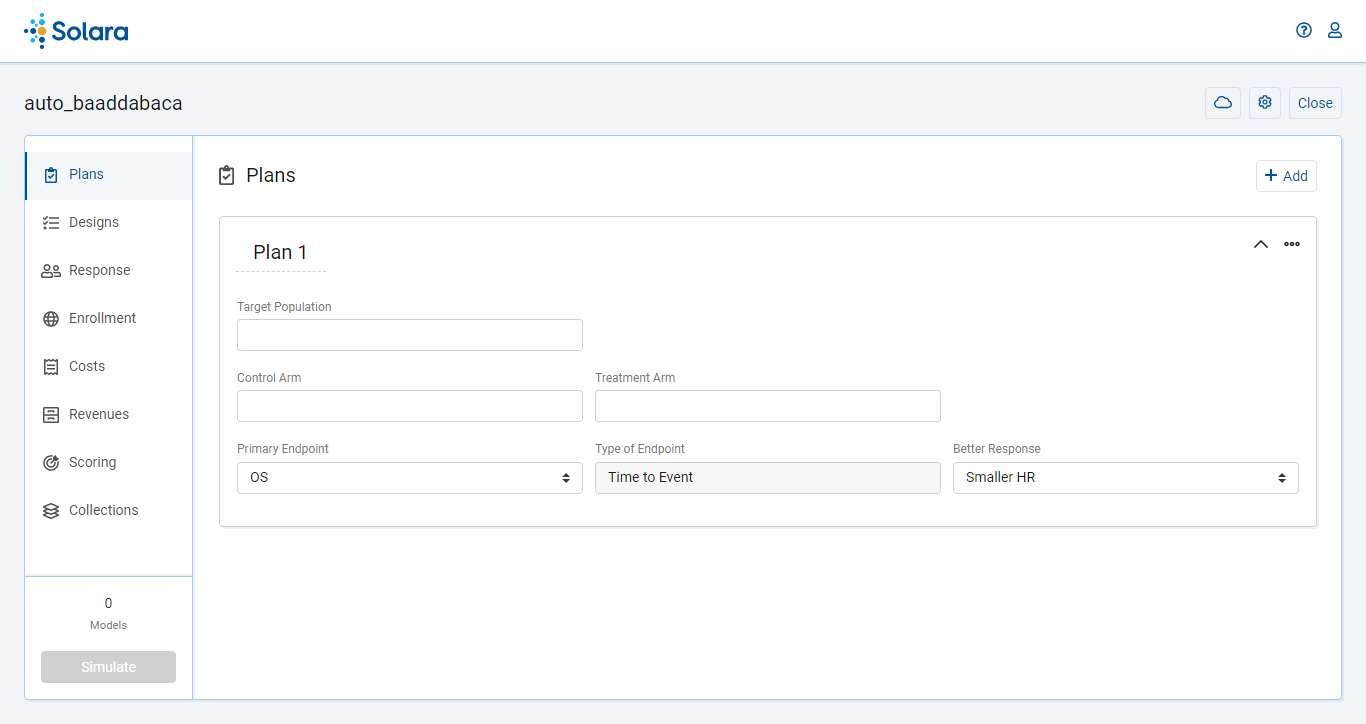 Solara
auto_baaddabaca
Close
Plans
Designs
Response
Enrollment
Costs
Revenues
Scoring
Collections
0
Models
Simulate
Plans
Add
Plan 1
Target Population
Control Arm
Treatment Arm
Primary Endpoint
Type of Endpoint
Better Response
OS
Time to Event
Smaller HR